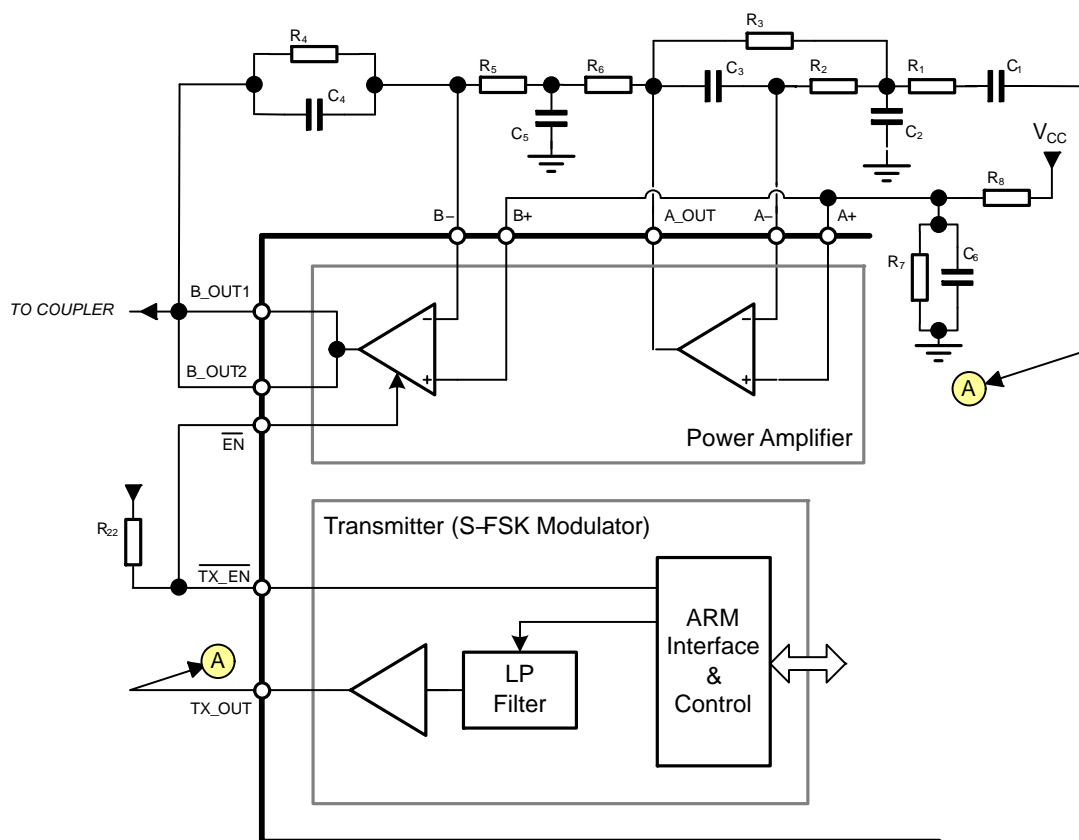 R3
R4
R5
R6
C3
R2
R1
C1
C4
C5
C2
VCC
R8
B−
B+
A_OUT
A−
A+
R7
C6
TO COUPLER
B_OUT1
B_OUT2
A
EN
Power Amplifier
R22
Transmitter (S−FSK Modulator)
TX_EN
ARM
Interface
&
Control
A
LP
Filter
TX_OUT